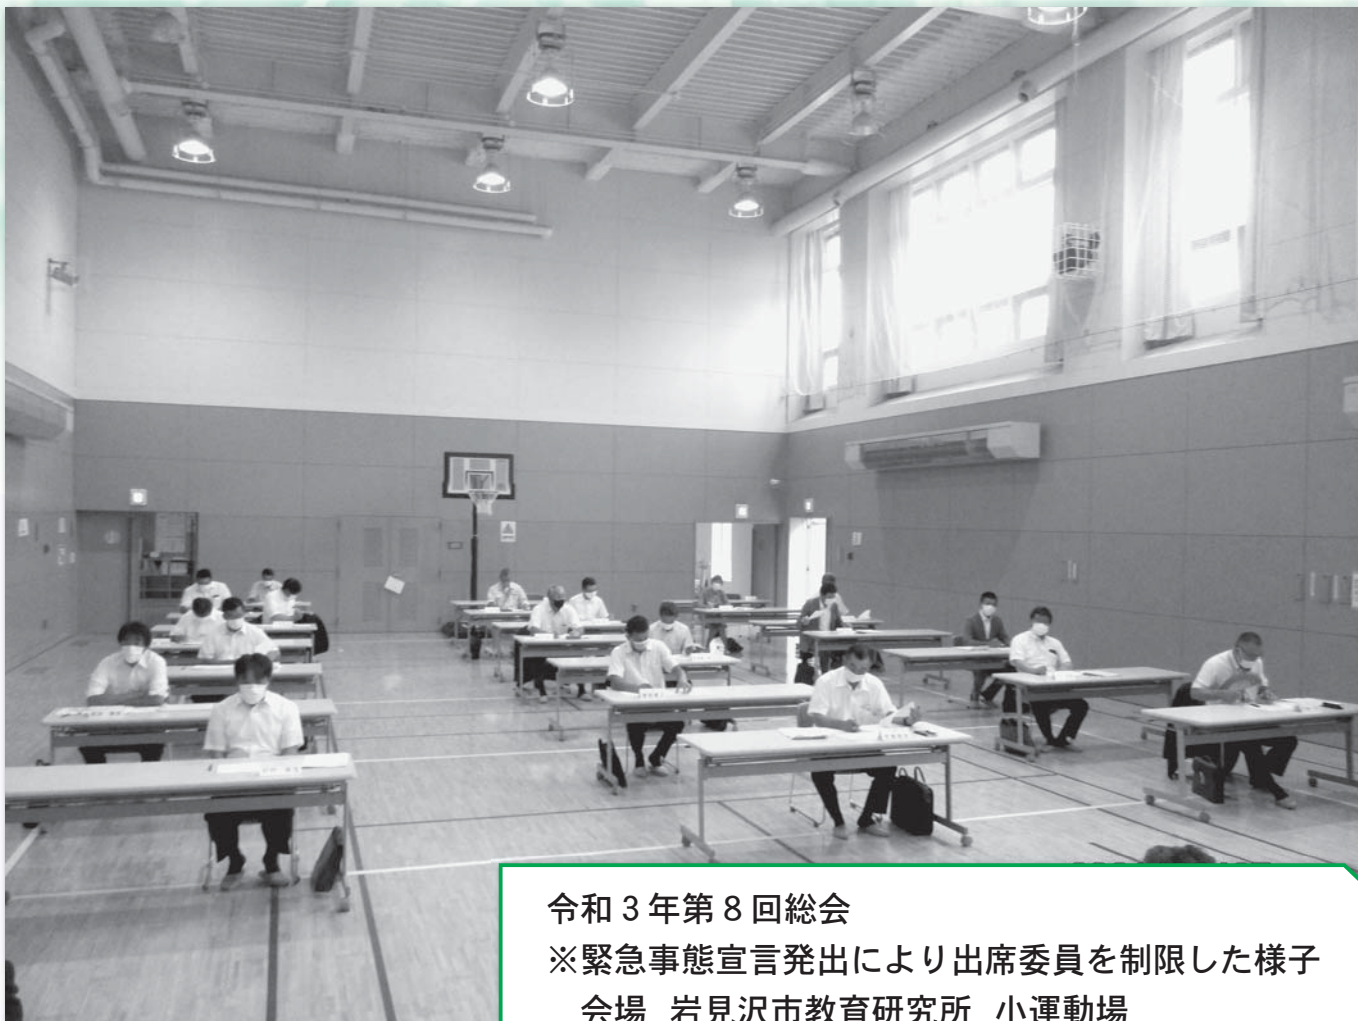 令和３年第８回総会
※緊急事態宣言発出により出席委員を制限した様子
会場 岩見沢市教育研究所 小運動場